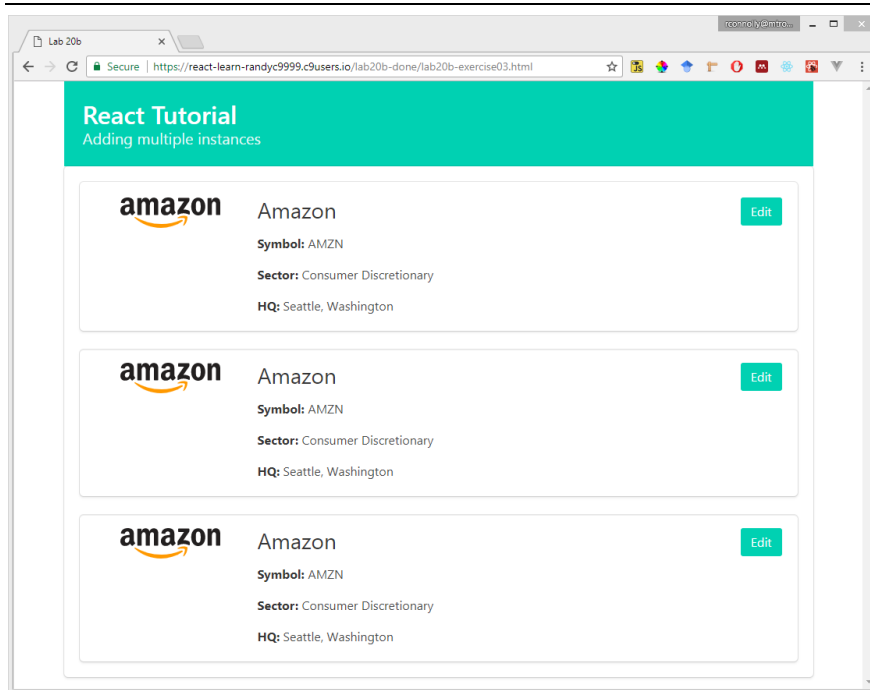 rconnolly@mtro...
Lab 20b
Secure | https://react-learn-randyc9999.c9users.io/lab20b-done/lab20b-exercise03.html
React Tutorial
Adding multiple instances
amazon
Amazon
Edit
Symbol: AMZN
Sector: Consumer Discretionary
HQ: Seattle, Washington
amazon
Amazon
Edit
Symbol: AMZN
Sector: Consumer Discretionary
HQ: Seattle, Washington
amazon
Amazon
Edit
Symbol: AMZN
Sector: Consumer Discretionary
HQ: Seattle, Washington